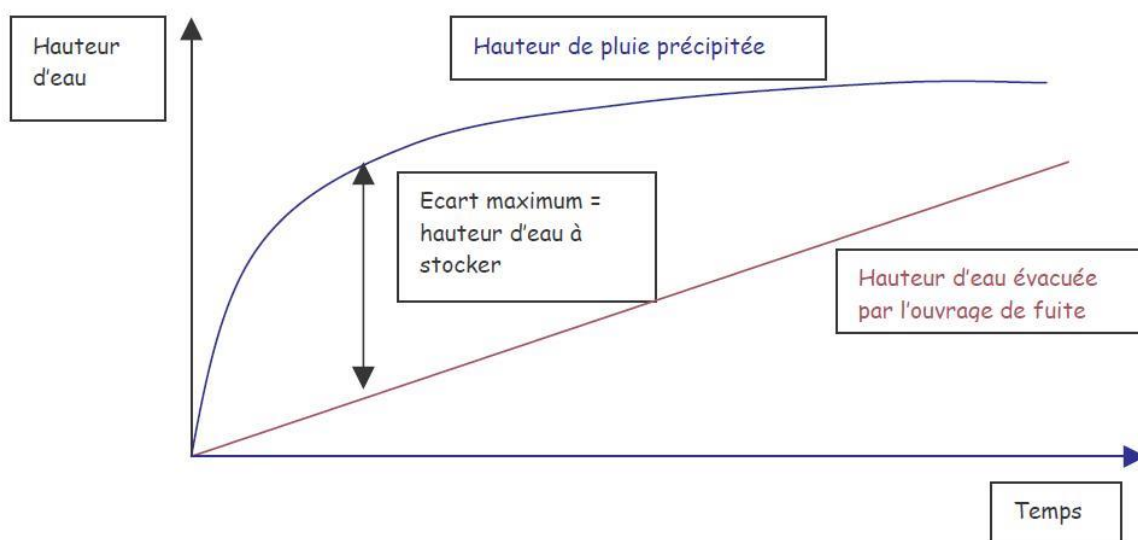 Hauteur
d'eau
Hauteur de pluie précipitée
Ecart maximum =
hauteur d'eau à
stocker
Hauteur d'eau évacuée
par l'ouvrage de fuite
Temps